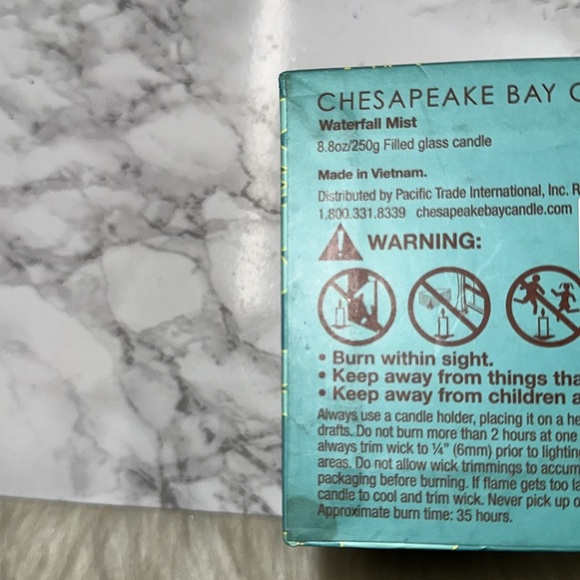 CHESAPEAKE BAY C
Waterfall Mist
8.8oz/250g Filled glass candle
Made in Vietnam.
Distributed by Pacific Trade International, Inc. R
1.800.331.8339 chesapeakebaycandle.com
WARNING:
• Burn within sight.
• Keep away from things tha
• Keep away from children a
Always use a candle holder, placing it on a he
drafts. Do not burn more than 2 hours at one
always trim wick to ¼" (6mm) prior to lightin
areas. Do not allow wick trimmings to accum
packaging before burning. If flame gets too la
candle to cool and trim wick. Never pick up o
Approximate burn time: 35 hours.